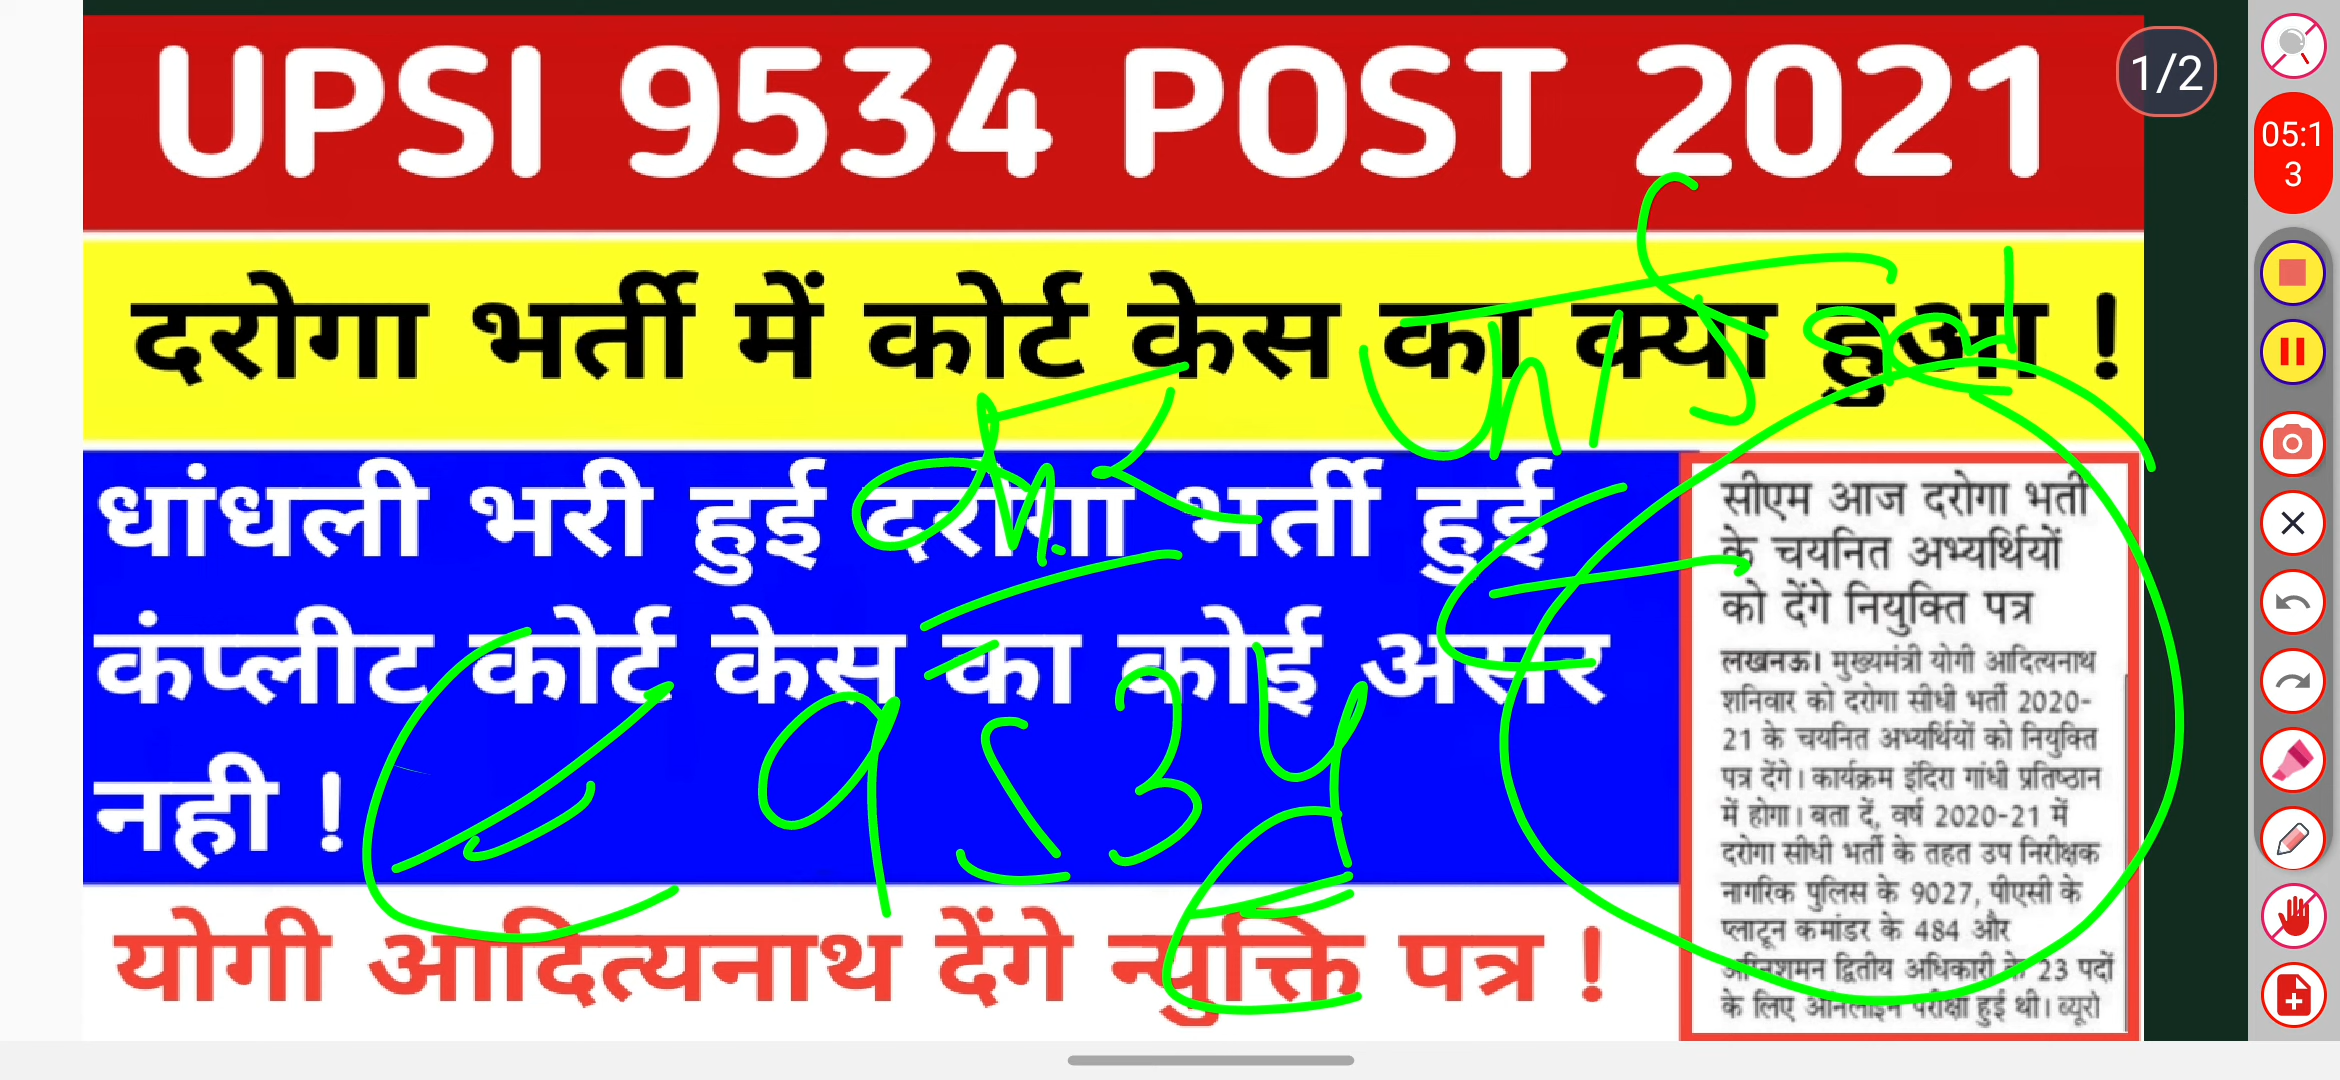 UPSI 9534 POST 2021
1/2
05:1
3
दरोगा भर्ती में कोर्ट केस का क्या हुआ !
धांधली भरी हुई दरोगा भर्ती हुई
कंप्लीट कोर्ट केस का कोई असर
नही !
9534
योगी आदित्यनाथ देंगे न्युक्ति पत्र !
सीएम आज दरोगा भर्ती
के चयनित अभ्यर्थियों
को देंगे नियुक्ति पत्र
लखनऊ। मुख्यमंत्री योगी आदित्यनाथ
शनिवार को दरोगा सीधी भर्ती 2020-
21 के चयनित अभ्यर्थियों को नियुक्ति
पत्र देंगे। कार्यक्रम इंदिरा गांधी प्रतिष्ठान
में होगा। बता दें, वर्ष 2020-21 में
दरोगा सीधी भर्ती के तहत उप निरीक्षक
नागरिक पुलिस के 9027, पीएसी के
प्लाटून कमांडर के 484 और
अग्निशमन द्वितीय अधिकारी के 23 पदों
के लिए ऑनलाइन परीक्षा हुई थी। ब्यूरो